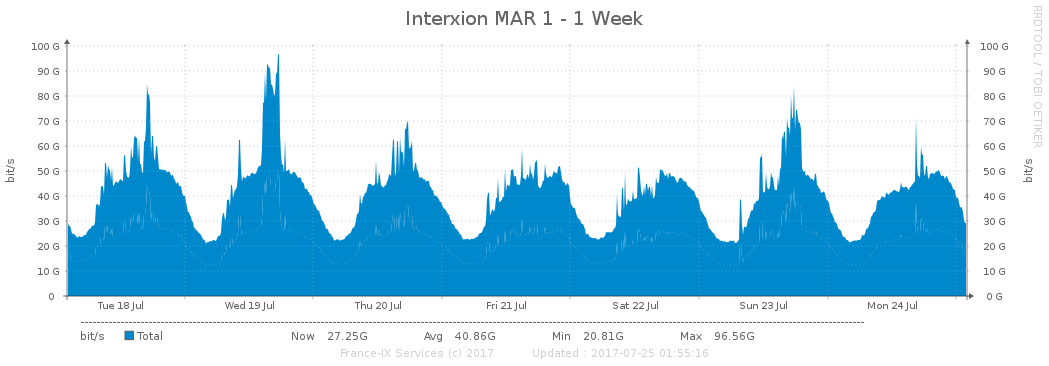 Interxion MAR 1 - 1 Week
RRDTOOL / TOBI OETIKER
100 G 100 G
90 G 90 G
80 G 80 G
70 G 70 G
60 G 60 G
50 G 50 G
40 G 40 G
30 G 30 G
20 G 20 G
10 G 10 G
0 0 G
bit/s bit/s
Tue 18 Jul Wed 19 Jul Thu 20 Jul Fri 21 Jul Sat 22 Jul Sun 23 Jul Mon 24 Jul
bit/s Total Now 27.25G Avg 40.86G Min 20.81G Max 96.56G
France-IX Services (c) 2017 Updated : 2017-07-25 01:55:16